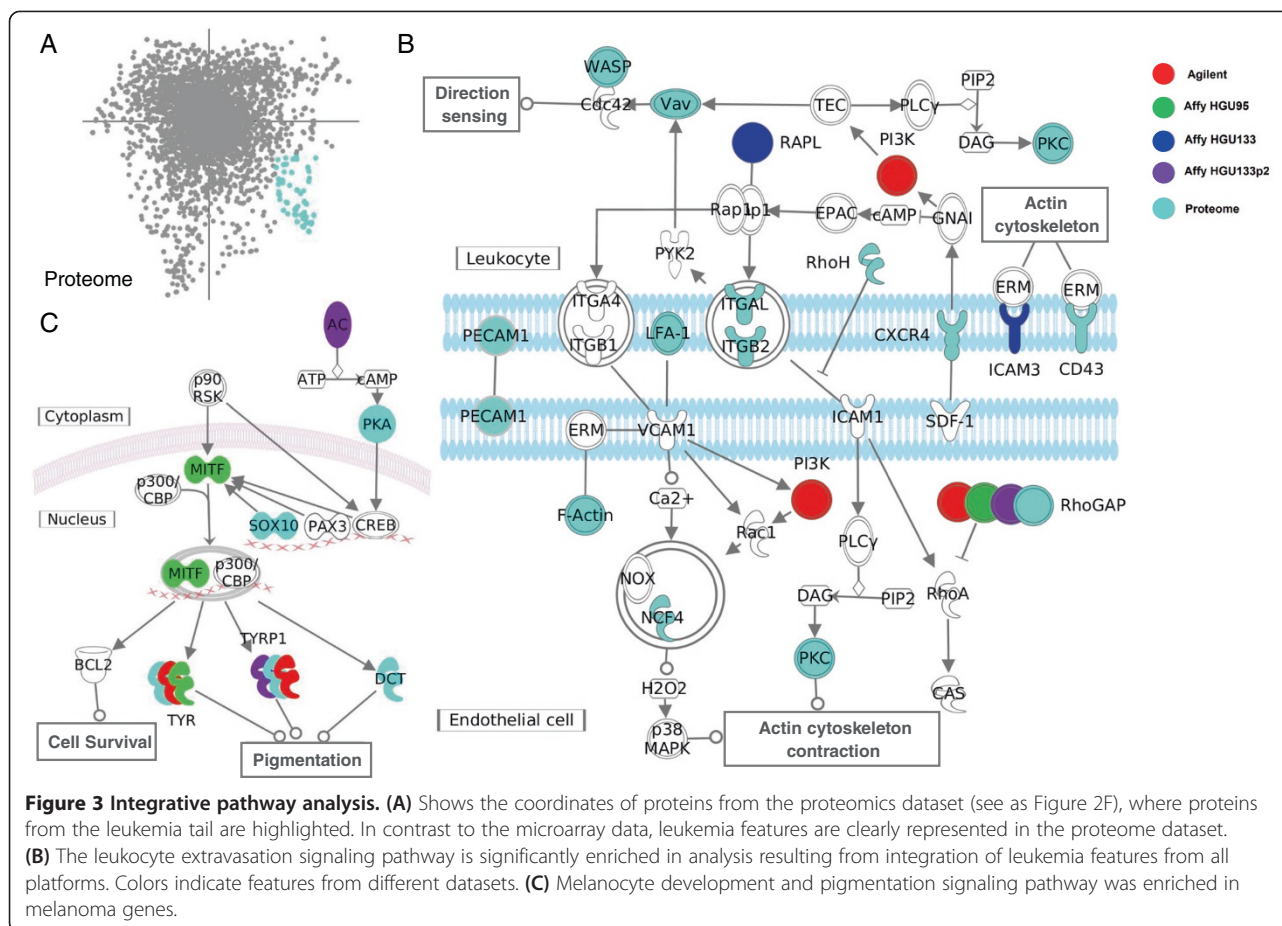 A
Proteome
B
WASP
Direction
sensing
Cdc42
Vav
TEC
PLCγ
PIP2
DAG
PKC
PI3K
RAPL
Rap1
p1
EPAC
cAMP
GNAI
Actin
cytoskeleton
PYK2
RhoH
Leukocyte
ERM
ERM
ITGA4
ITGB1
LFA-1
ITGAL
ITGB2
CXCR4
ICAM3
CD43
PECAM1
PECAM1
ERM
VCAM1
ICAM1
SDF-1
PI3K
Ca2+
F-Actin
Rac1
RhoGAP
NOX
NCF4
PLCγ
DAG
PIP2
RhoA
PKC
CAS
H2O2
Endothelial cell
p38
MAPK
Actin cytoskeleton
contraction
Agilent
Affy HGU95
Affy HGU133
Affy HGU133p2
Proteome
C
AC
ATP
cAMP
p90
RSK
Cytoplasm
PKA
MITF
p300/
CBP
Nucleus
SOX10
PAX3
CREB
MITF
p300/
CBP
TYRP1
BCL2
TYR
DCT
Cell Survival
Pigmentation
Figure 3 Integrative pathway analysis. (A) Shows the coordinates of proteins from the proteomics dataset (see as Figure 2F), where proteins
from the leukemia tail are highlighted. In contrast to the microarray data, leukemia features are clearly represented in the proteome dataset.
(B) The leukocyte extravasation signaling pathway is significantly enriched in analysis resulting from integration of leukemia features from all
platforms. Colors indicate features from different datasets. (C) Melanocyte development and pigmentation signaling pathway was enriched in
melanoma genes.